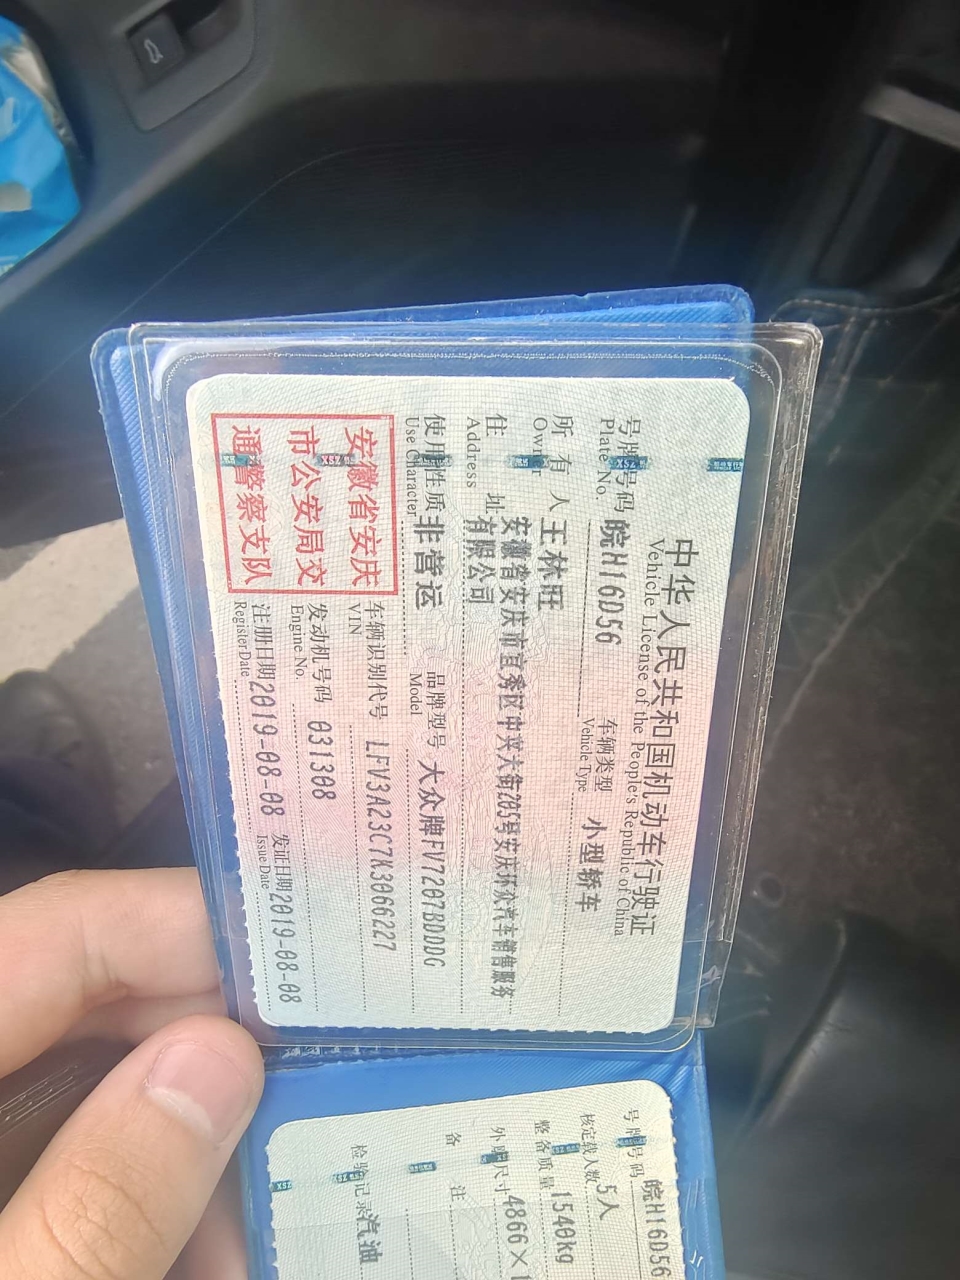 中华人民共和国机动车行驶证
Vehicle License of the People's Republic of China
号牌号码 皖H16D56 车辆类型 小型轿车
Plate No. Vehicle Type
所有人 王林旺
Owner
住址 安徽省安庆市宜秀区中兴大街205号安庆环众汽车销售服务
Address 有限公司
使用性质 非营运 品牌型号 大众牌FV7207BDDDG
Use Character Model
安徽省安庆
市公安局交
通警察支队
车辆识别代号 LFV3A23C7K3066227
VIN
发动机号码 031308
Engine No.
注册日期 2019-08-08 发证日期 2019-08-08
Register Date Issue Date
号牌号码 皖H16D56
核定载人数 5人
整备质量 1540kg
外廓尺寸 4866×1
备注
检验记录 汽油